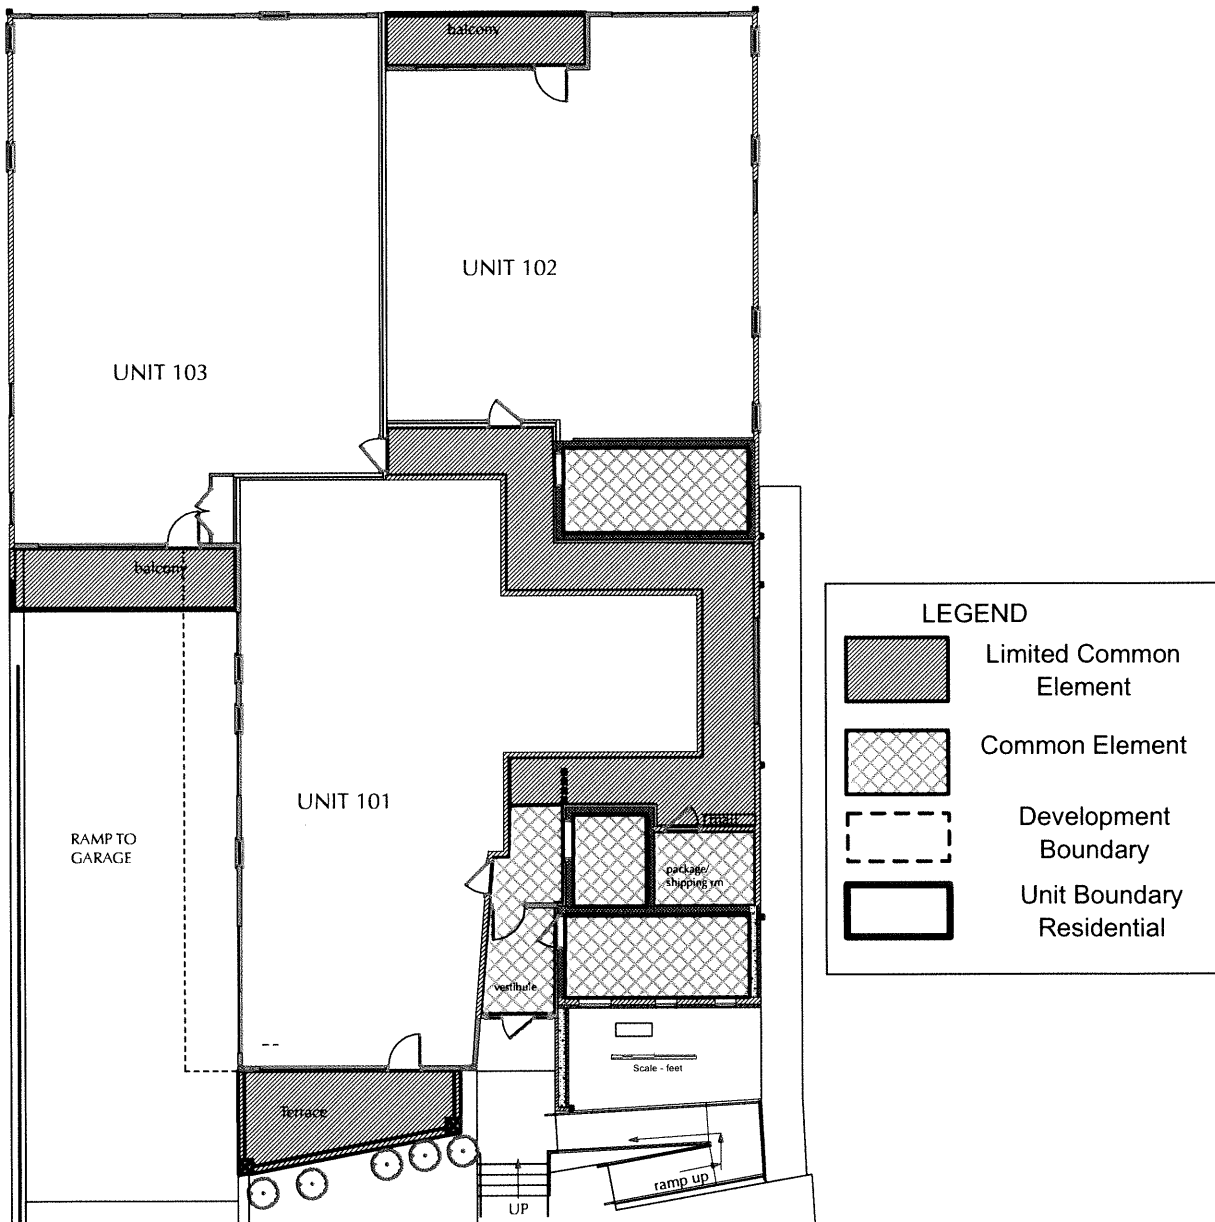 balcony
UNIT 102
UNIT 103
balcony
LEGEND
Limited Common
Element
Common Element
Development
Boundary
Unit Boundary
Residential
UNIT 101
RAMP TO
GARAGE
package/
shipping rm
vestibule
Scale - feet
Terrace
ramp up
UP